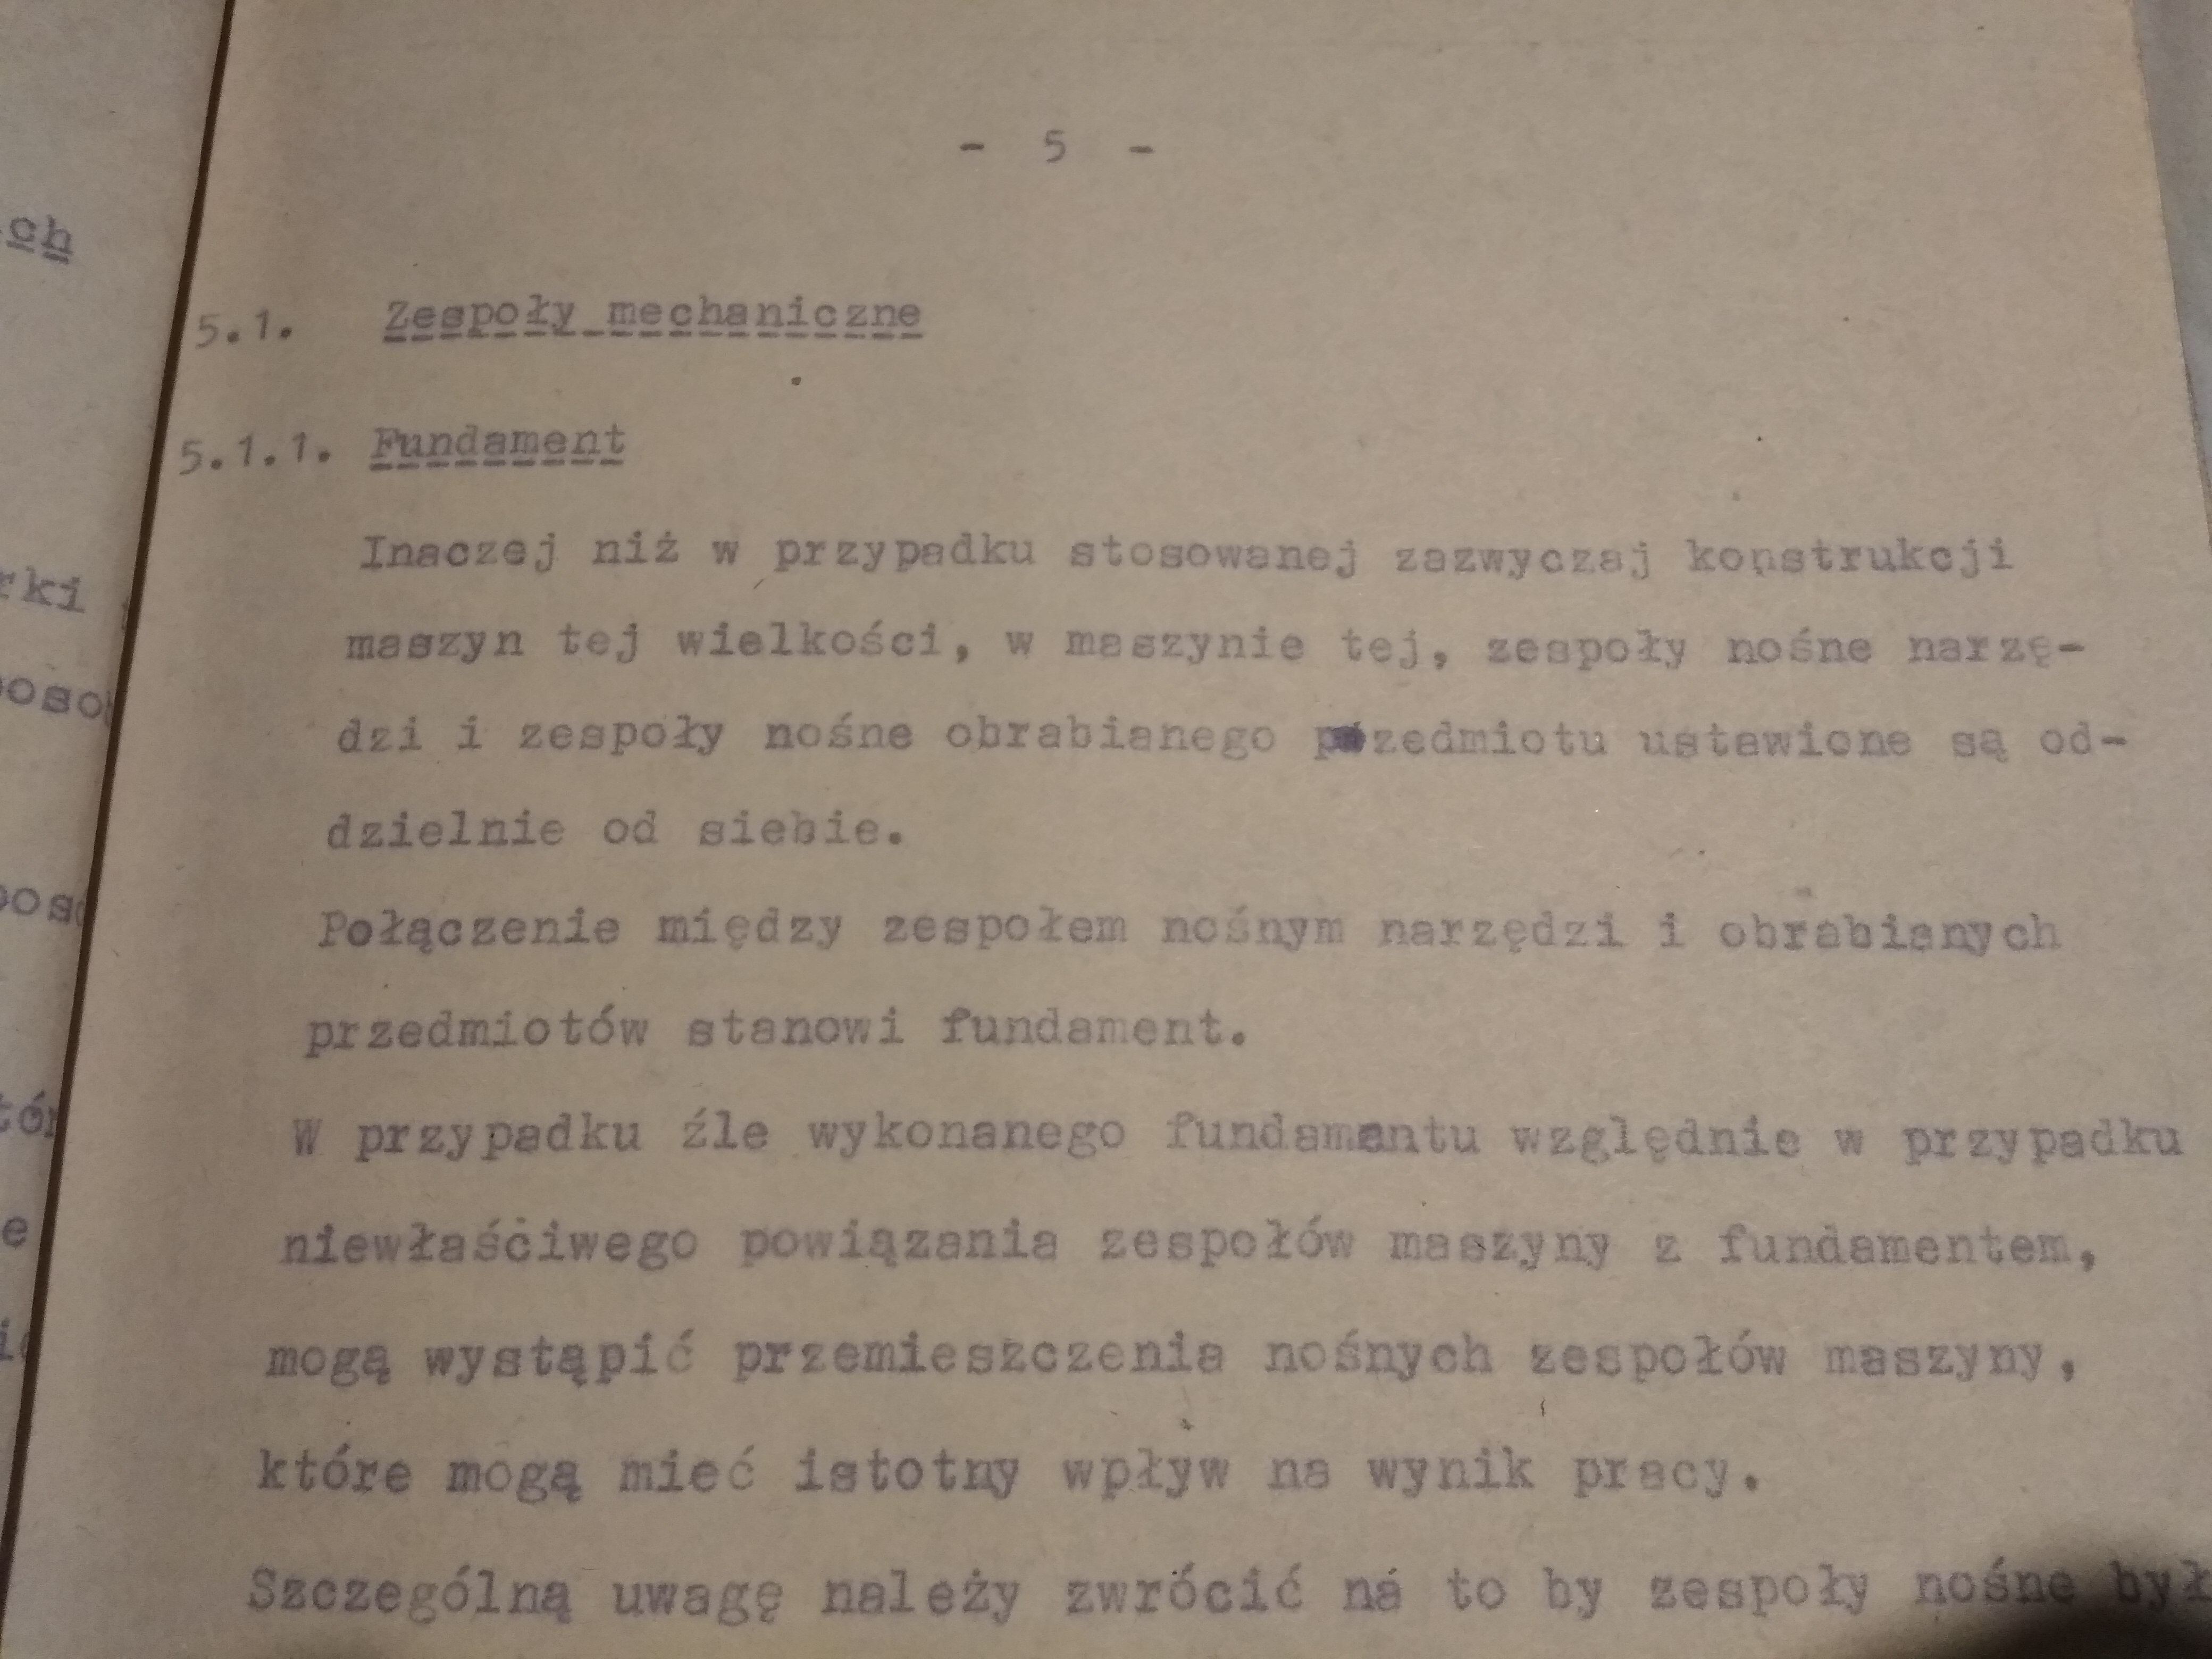 - 5 -
5.1. Zespoły mechaniczne
5.1.1. Fundament
Inaczej niż w przypadku stosowanej zazwyczaj konstrukcji
maszyn tej wielkości, w maszynie tej, zespoły nośne narzę-
dzi i zespoły nośne obrabianego przedmiotu ustawione są od-
dzielnie od siebie.
Połączenie między zespołem nośnym narzędzi i obrabianych
przedmiotów stanowi fundament.
W przypadku źle wykonanego fundamentu względnie w przypadku
niewłaściwego powiązania zespołów maszyny z fundamentem,
mogą wystąpić przemieszczenia nośnych zespołów maszyny,
które mogą mieć istotny wpływ na wynik pracy.
Szczególną uwagę należy zwrócić na to by zespoły nośne